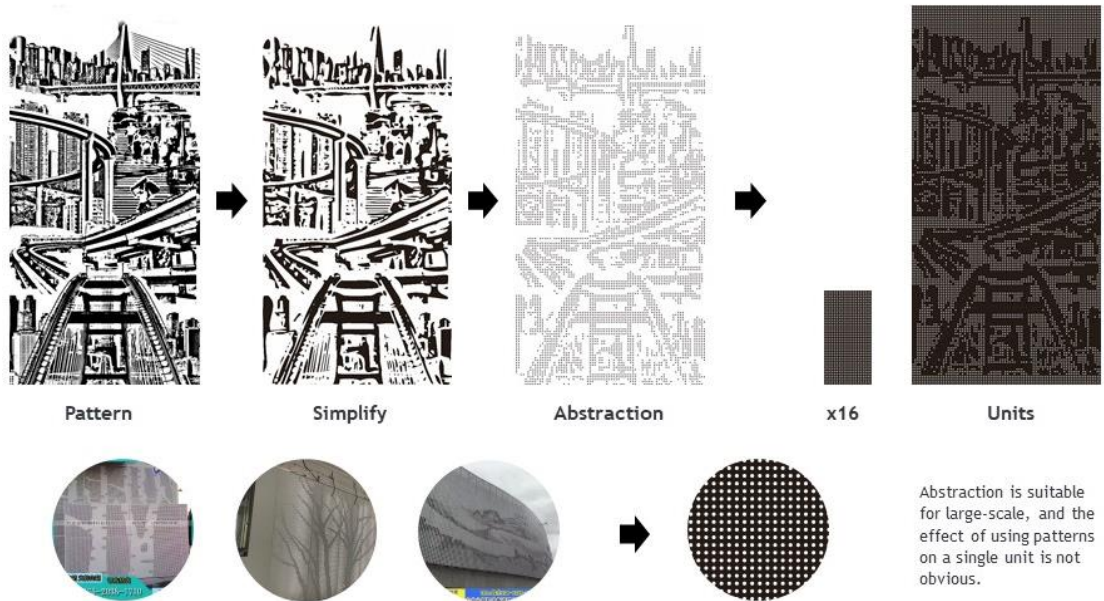 Pattern
Simplify
Abstraction
x16
Units
Abstraction is suitable
for large-scale, and the
effect of using patterns
on a single unit is not
obvious.